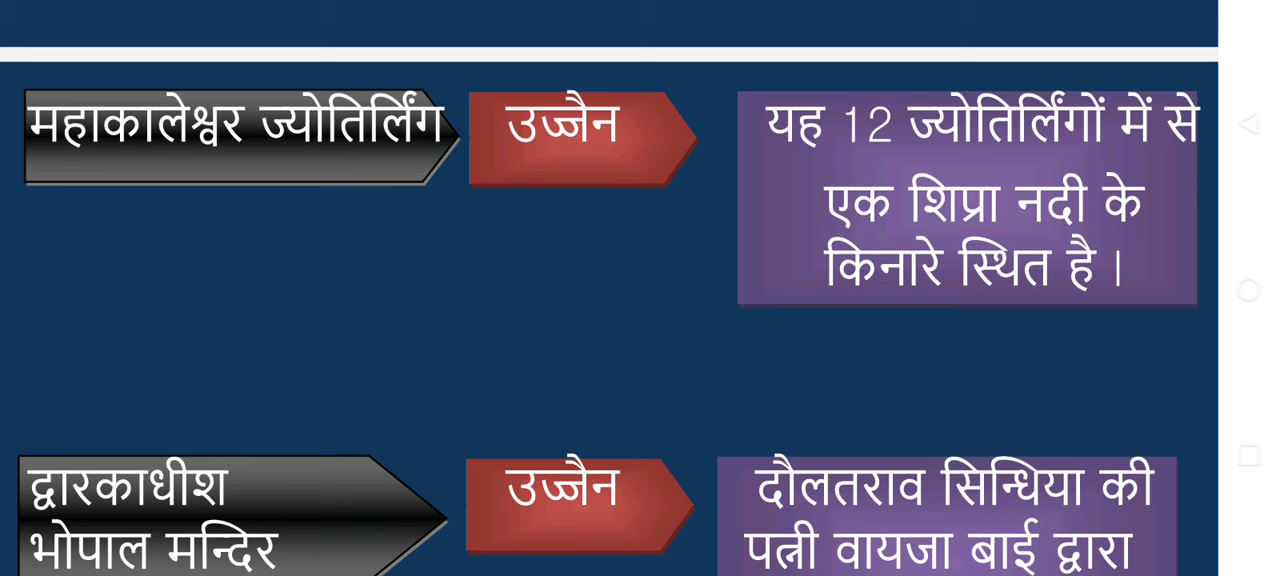 महाकालेश्वर ज्योतिर्लिंग
उज्जैन
यह 12 ज्योतिर्लिंगों में से
एक शिप्रा नदी के
किनारे स्थित है ।
द्वारकाधीश
भोपाल मन्दिर
उज्जैन
दौलतराव सिन्धिया की
पत्नी वायजा बाई द्वारा